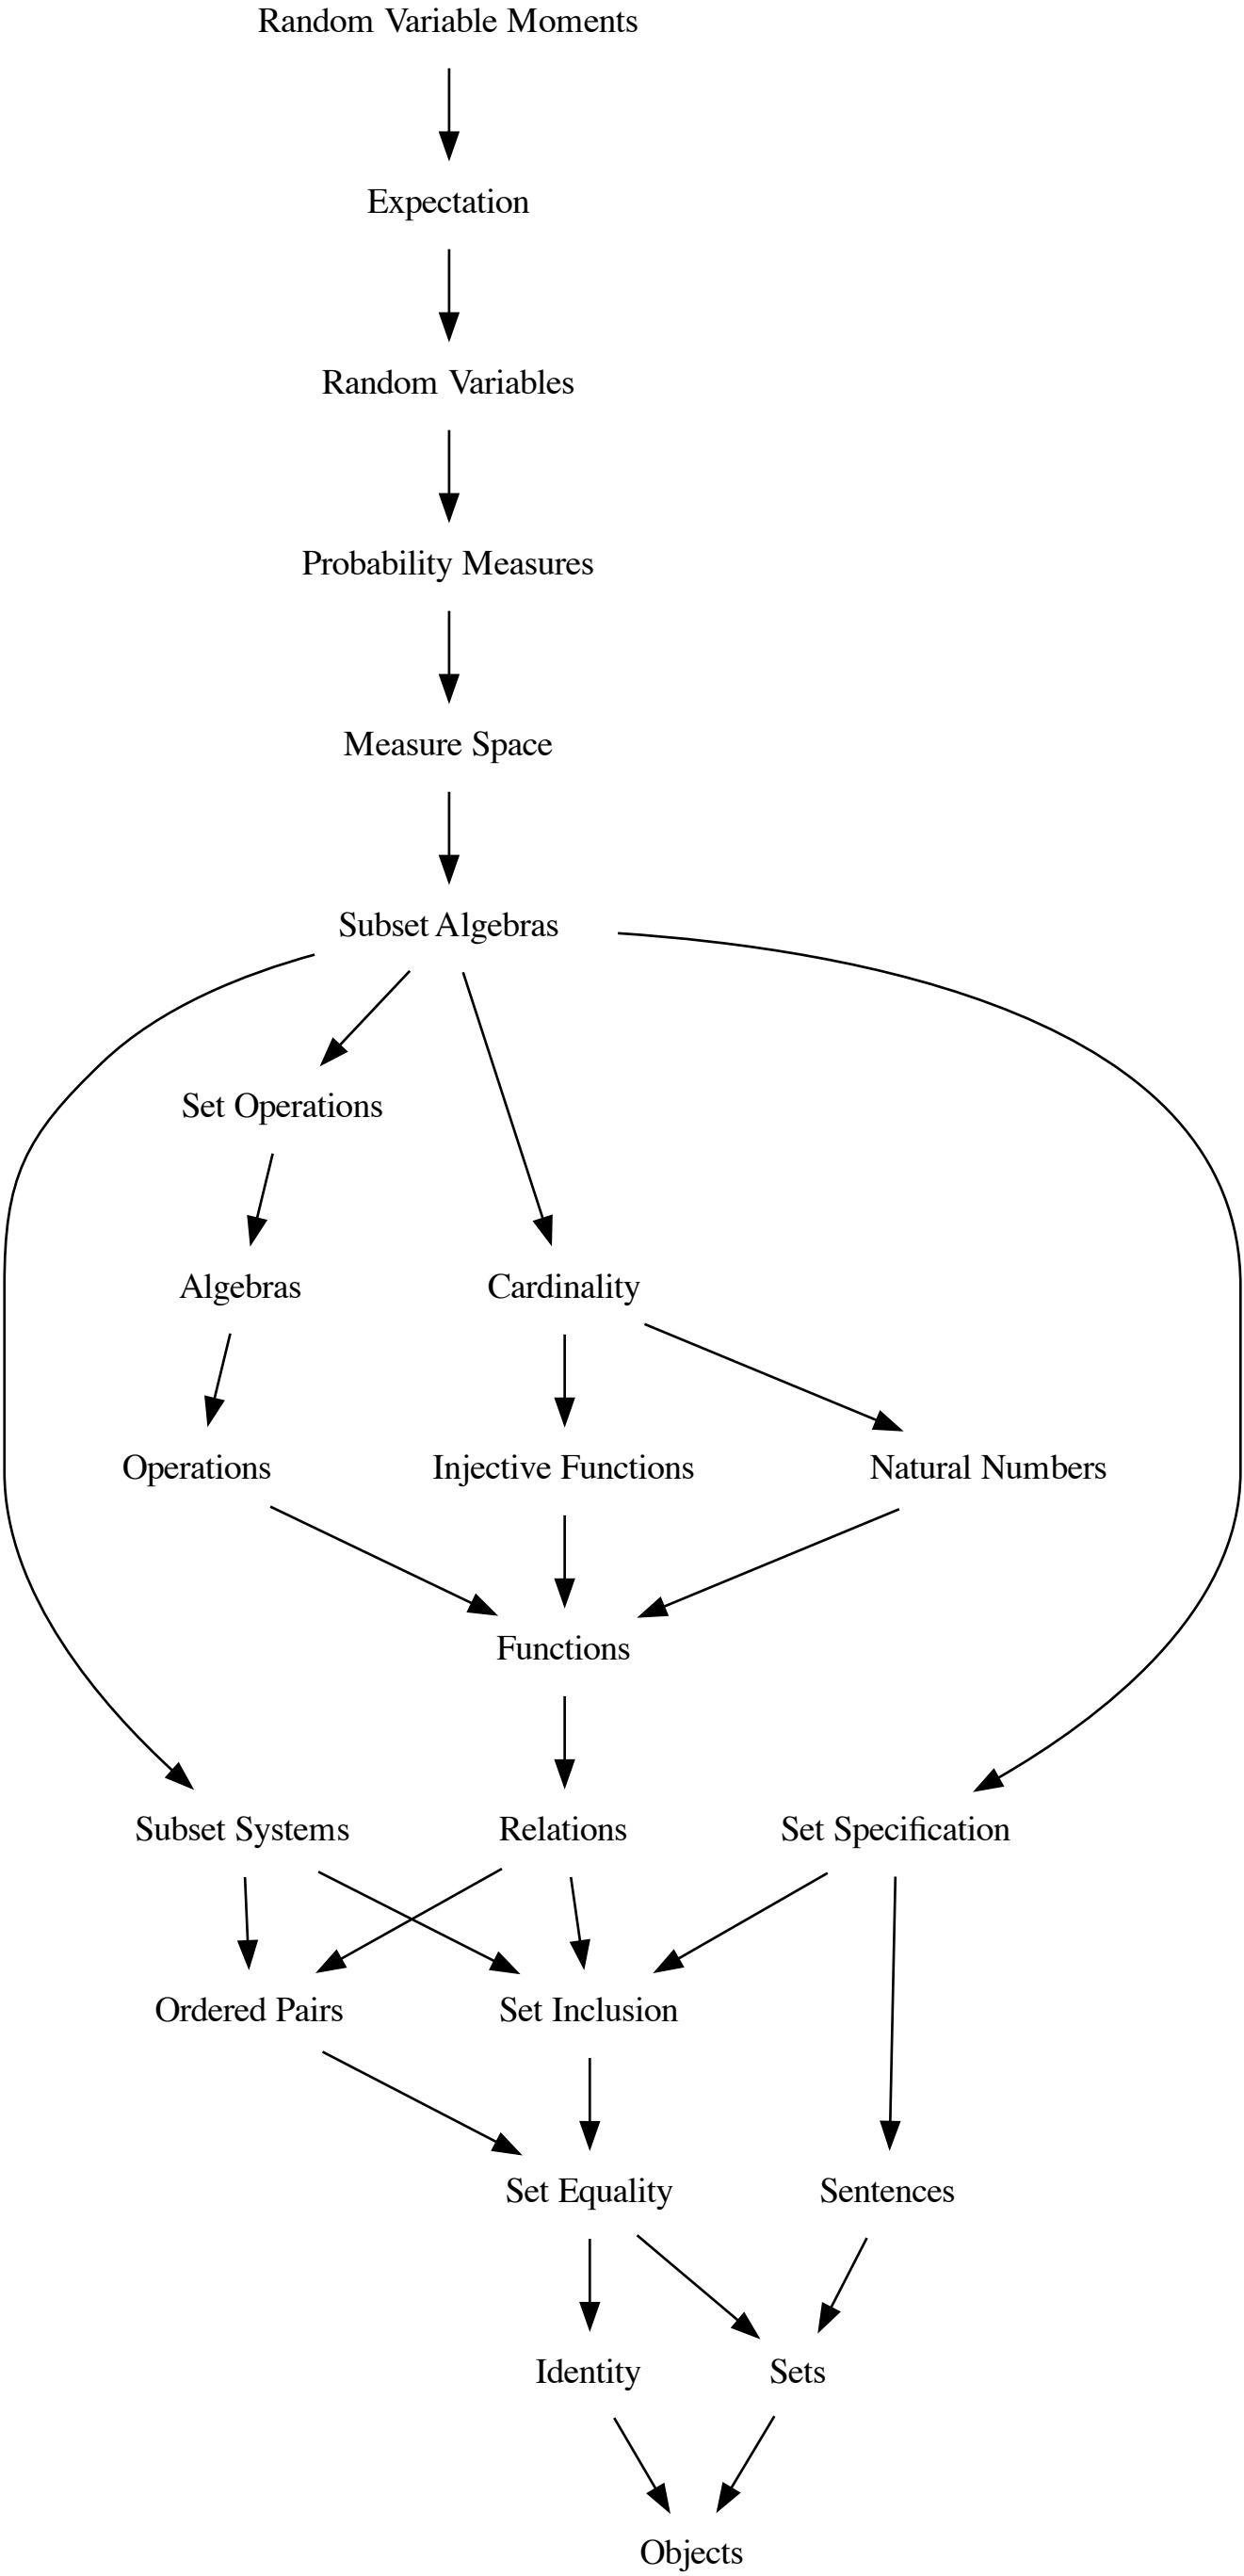 Random Variable Moments
Expectation
Random Variables
Probability Measures
Measure Space
Subset Algebras
Set Operations
Algebras
Cardinality
Operations
Injective Functions
Natural Numbers
Functions
Subset Systems
Relations
Set Specification
Ordered Pairs
Set Inclusion
Set Equality
Sentences
Identity
Sets
Objects